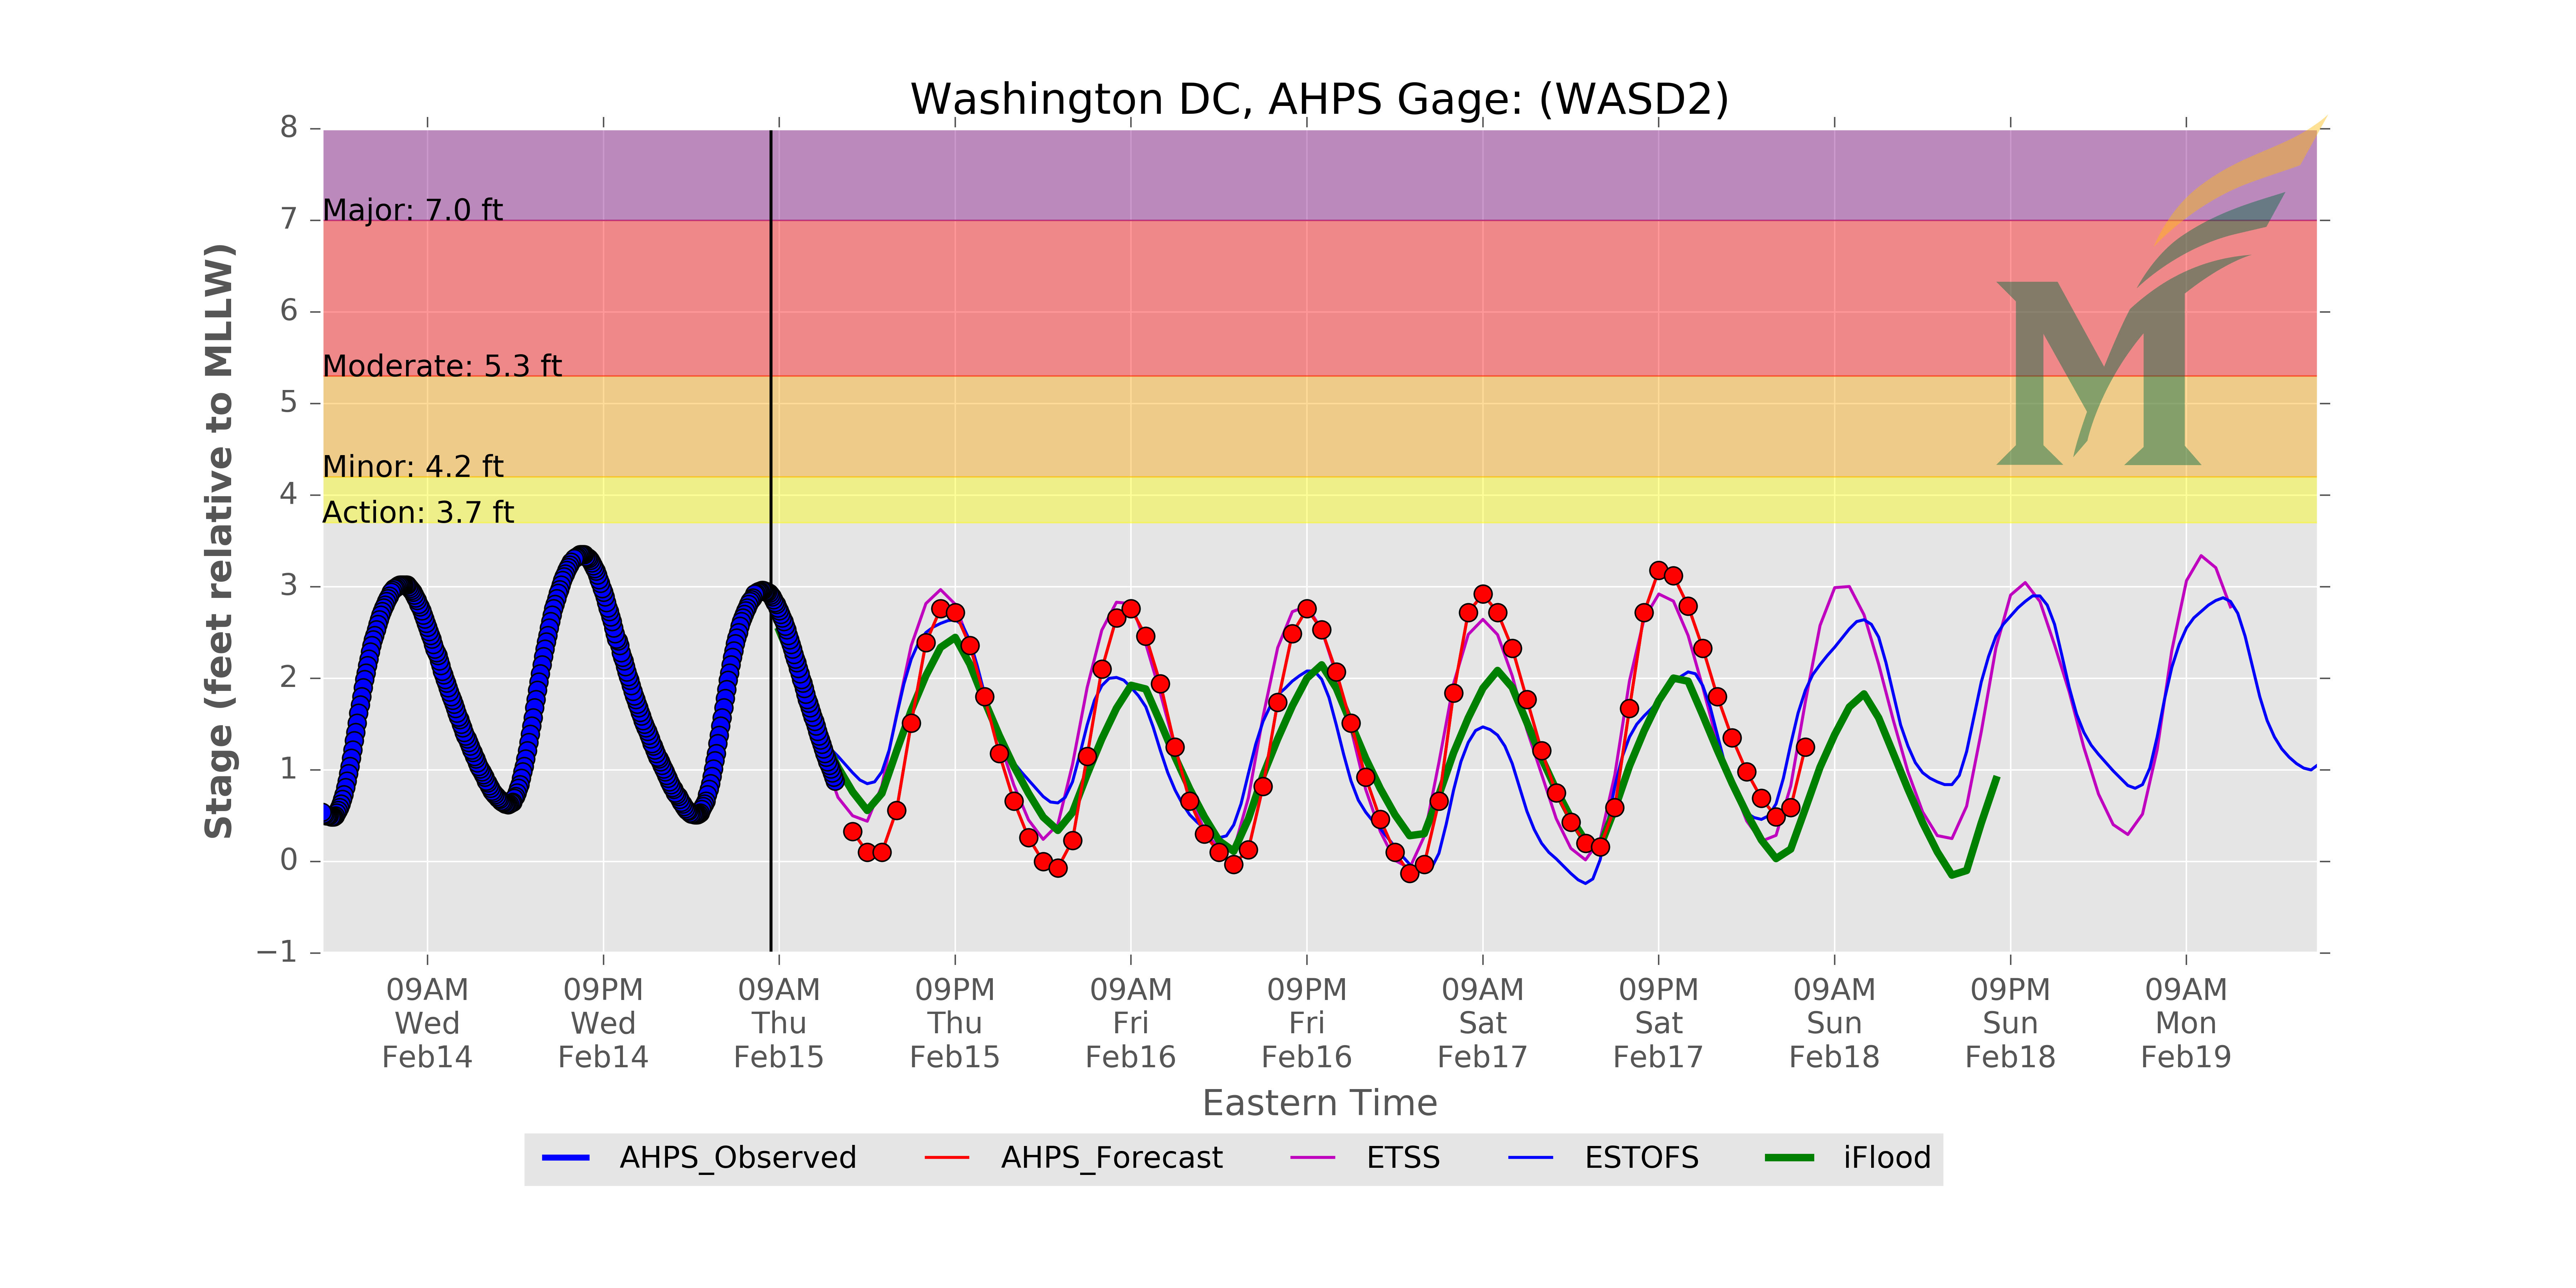 Washington DC, AHPS Gage: (WASD2)
Stage (feet relative to MLLW)
8
7
6
5
4
3
2
1
0
−1
Major: 7.0 ft
Moderate: 5.3 ft
Minor: 4.2 ft
Action: 3.7 ft
M
09AM 09PM 09AM 09PM 09AM 09PM 09AM 09PM 09AM 09PM 09AM
Wed Wed Thu Thu Fri Fri Sat Sat Sun Sun Mon
Feb14 Feb14 Feb15 Feb15 Feb16 Feb16 Feb17 Feb17 Feb18 Feb18 Feb19
Eastern Time
AHPS_Observed AHPS_Forecast ETSS ESTOFS iFlood